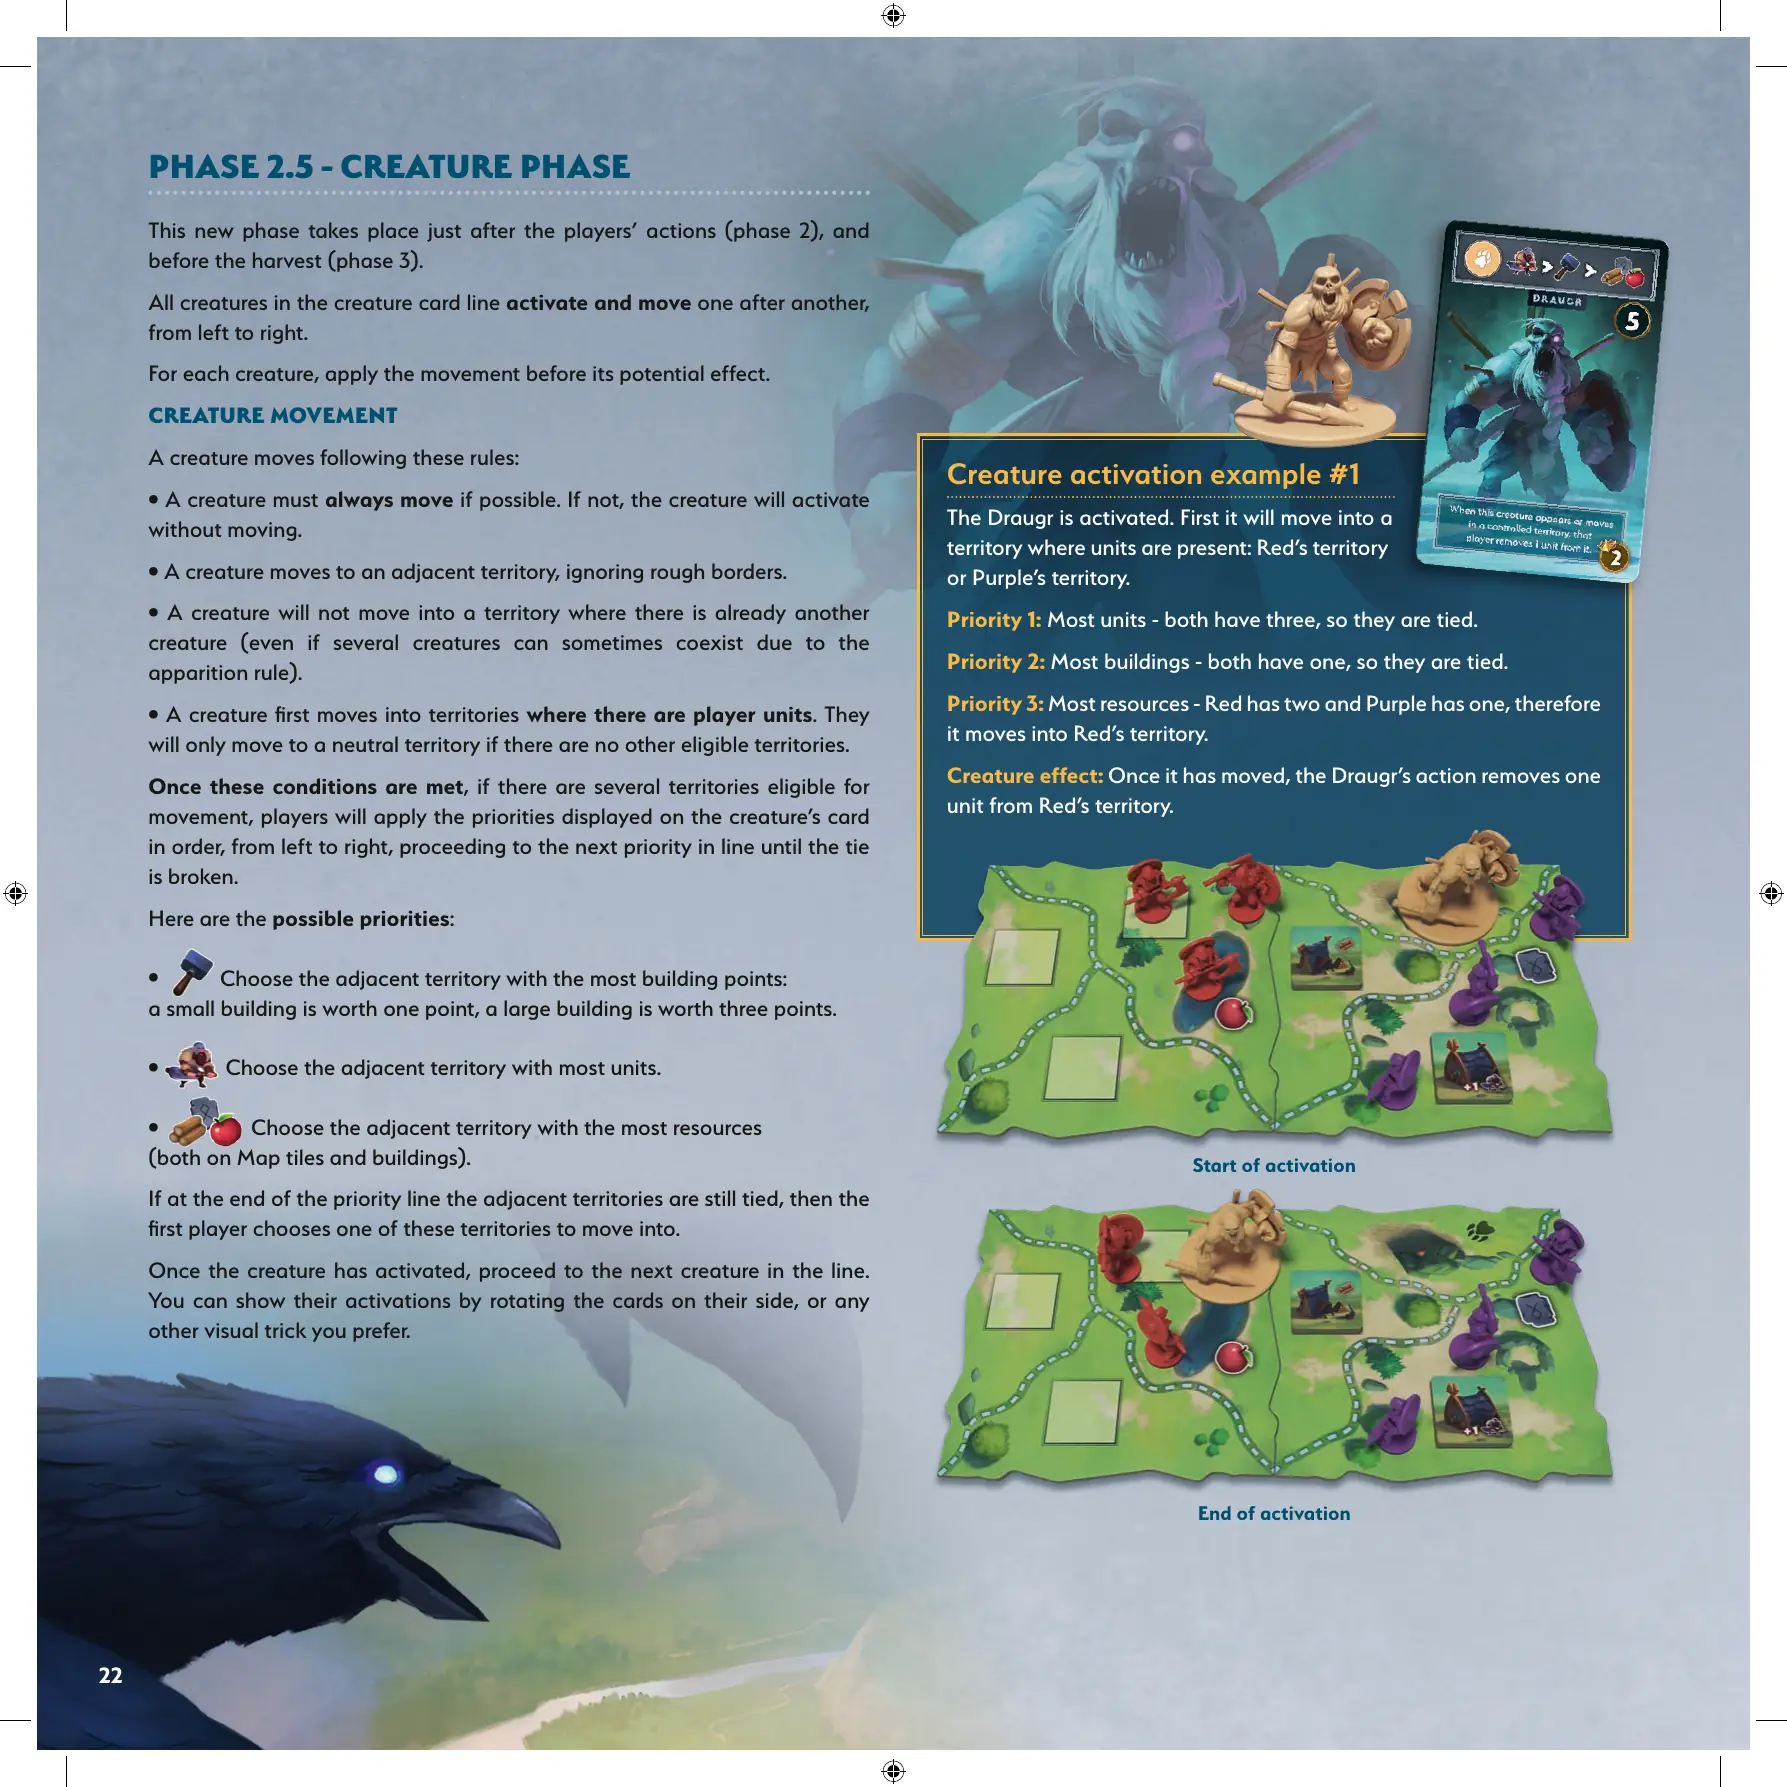 PHASE 2.5 - CREATURE PHASE
This new phase takes place just after the players’ actions (phase 2), and
before the harvest (phase 3).
All creatures in the creature card line activate and move one after another,
from left to right.
For each creature, apply the movement before its potential effect.
CREATURE MOVEMENT
A creature moves following these rules:
• A creature must always move if possible. If not, the creature will activate
without moving.
• A creature moves to an adjacent territory, ignoring rough borders.
• A creature will not move into a territory where there is already another
creature (even if several creatures can sometimes coexist due to the
apparition rule).
• A creature first moves into territories where there are player units. They
will only move to a neutral territory if there are no other eligible territories.
Once these conditions are met, if there are several territories eligible for
movement, players will apply the priorities displayed on the creature’s card
in order, from left to right, proceeding to the next priority in line until the tie
is broken.
Here are the possible priorities:
• Choose the adjacent territory with the most building points:
a small building is worth one point, a large building is worth three points.
• Choose the adjacent territory with most units.
• Choose the adjacent territory with the most resources
(both on Map tiles and buildings).
If at the end of the priority line the adjacent territories are still tied, then the
first player chooses one of these territories to move into.
Once the creature has activated, proceed to the next creature in the line.
You can show their activations by rotating the cards on their side, or any
other visual trick you prefer.
22
> >
DRAUGR
5
When this creature appears or moves
in a controlled territory, that
player removes 1 unit from it.
2
Creature activation example #1
The Draugr is activated. First it will move into a
territory where units are present: Red’s territory
or Purple’s territory.
Priority 1: Most units - both have three, so they are tied.
Priority 2: Most buildings - both have one, so they are tied.
Priority 3: Most resources - Red has two and Purple has one, therefore
it moves into Red’s territory.
Creature effect: Once it has moved, the Draugr’s action removes one
unit from Red’s territory.
+1
Start of activation
+1
End of activation